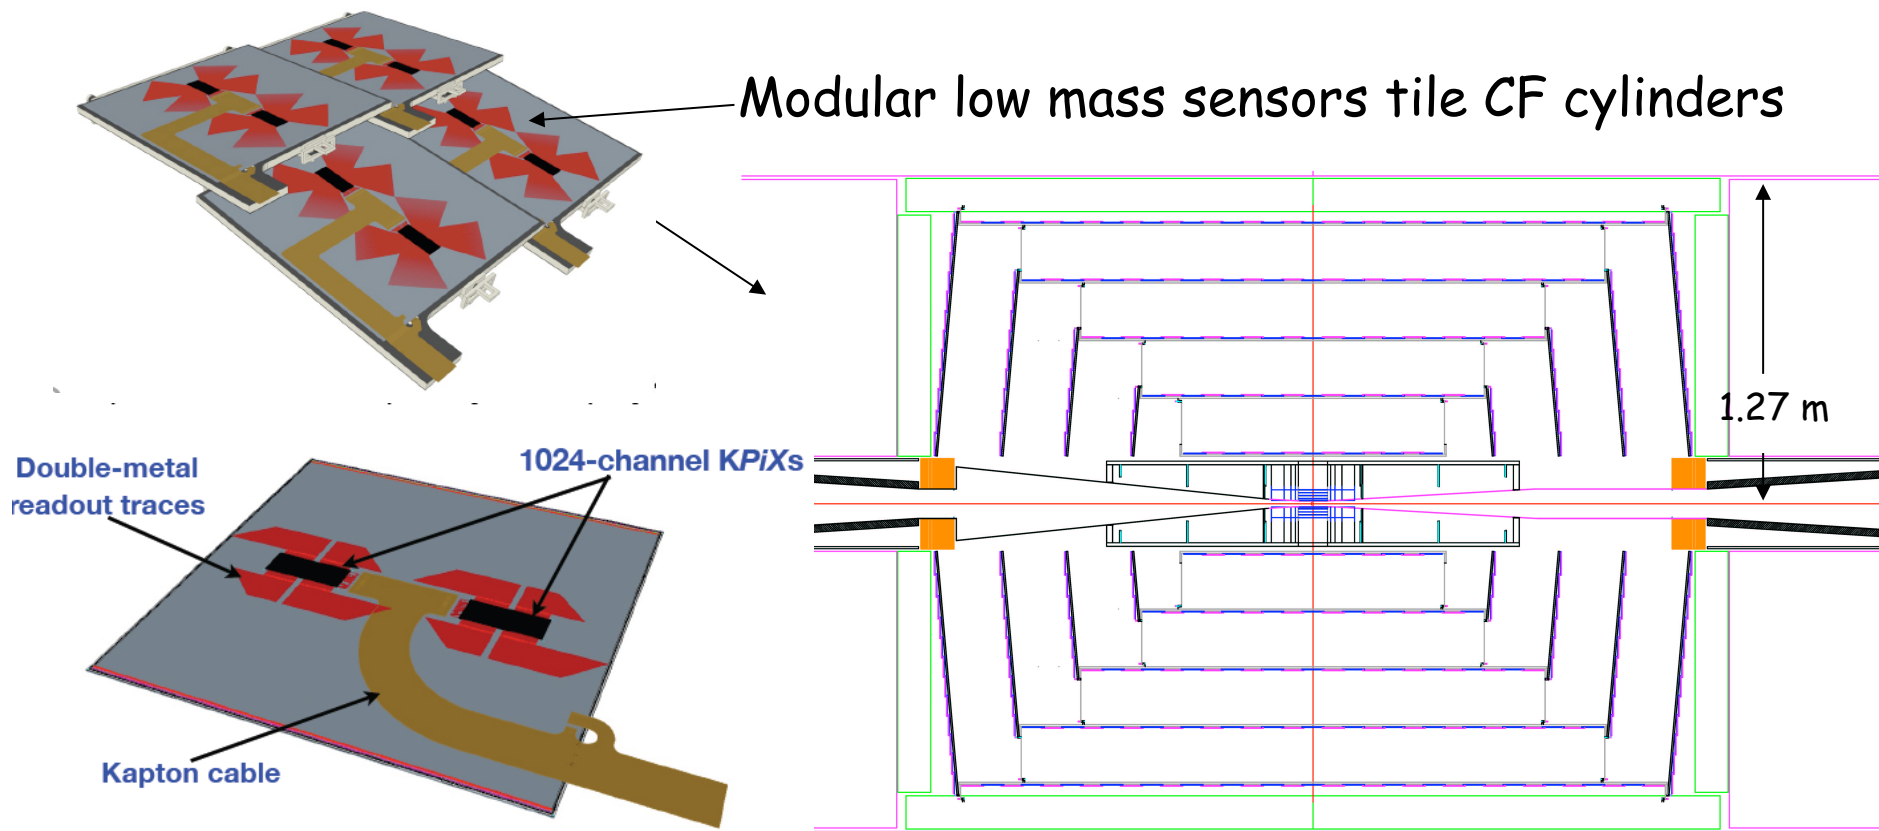 Modular low mass sensors tile CF cylinders
1.27 m
Double-metal
readout traces
1024-channel KPiXs
Kapton cable